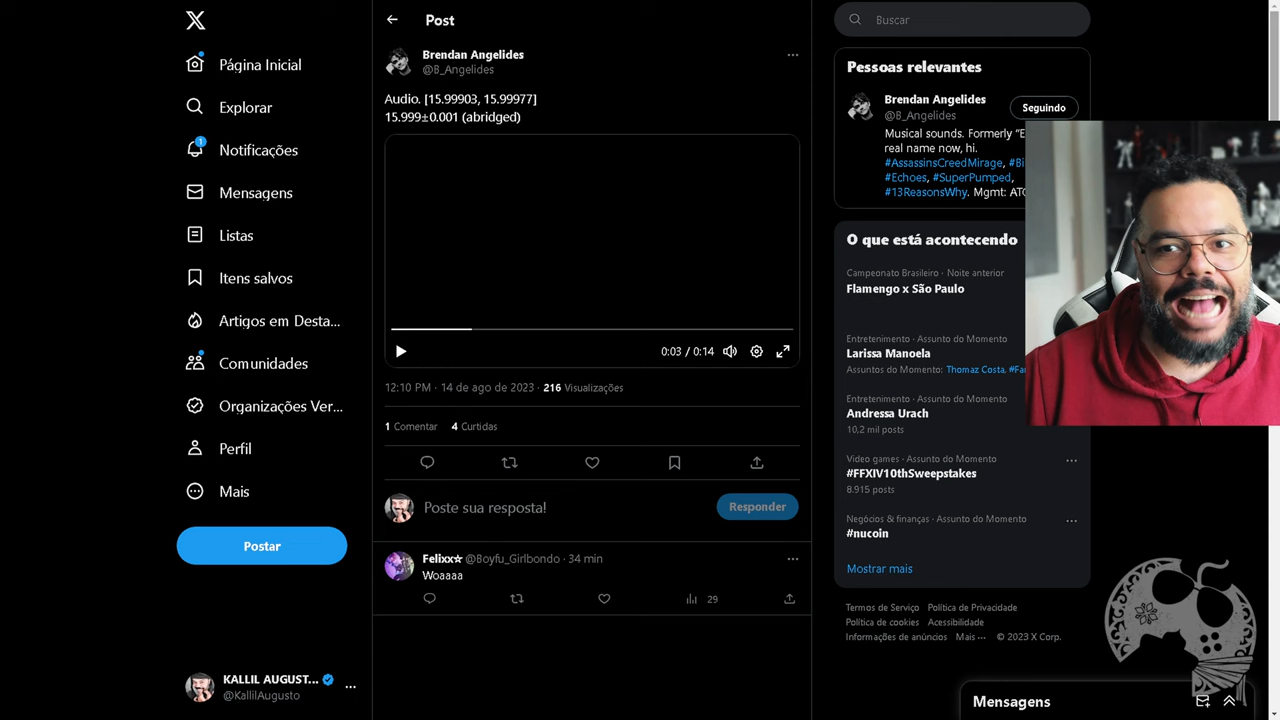 Página Inicial
Explorar
1
Notificações
Mensagens
Listas
Itens salvos
Artigos em Desta...
Comunidades
Organizações Ver...
Perfil
Mais
Postar
KALLIL AUGUST...
@KallilAugusto
Post
Brendan Angelides
@B_Angelides
Audio. [15.99903, 15.99977]
15.999±0.001 (abridged)
0:03 / 0:14
12:10 PM · 14 de ago de 2023 · 216 Visualizações
1 Comentar 4 Curtidas
Poste sua resposta!
Responder
Felixx☆ @Boyfu_Girlbondo · 34 min
Woaaaa
29
Buscar
Pessoas relevantes
Brendan Angelides
@B_Angelides
Seguindo
Musical sounds. Formerly “E
real name now, hi.
#AssassinsCreedMirage, #Bi
#Echoes, #SuperPumped,
#13ReasonsWhy. Mgmt: ATC
O que está acontecendo
Campeonato Brasileiro · Noite anterior
Flamengo x São Paulo
Entretenimento · Assunto do Momento
Larissa Manoela
Assuntos do Momento: Thomaz Costa, #Fa
Entretenimento · Assunto do Momento
Andressa Urach
10,2 mil posts
Video games · Assunto do Momento
#FFXIV10thSweepstakes
8.915 posts
Negócios & finanças · Assunto do Momento
#nucoin
Mostrar mais
Termos de Serviço Política de Privacidade
Política de cookies Acessibilidade
Informações de anúncios Mais ··· © 2023 X Corp.
Mensagens